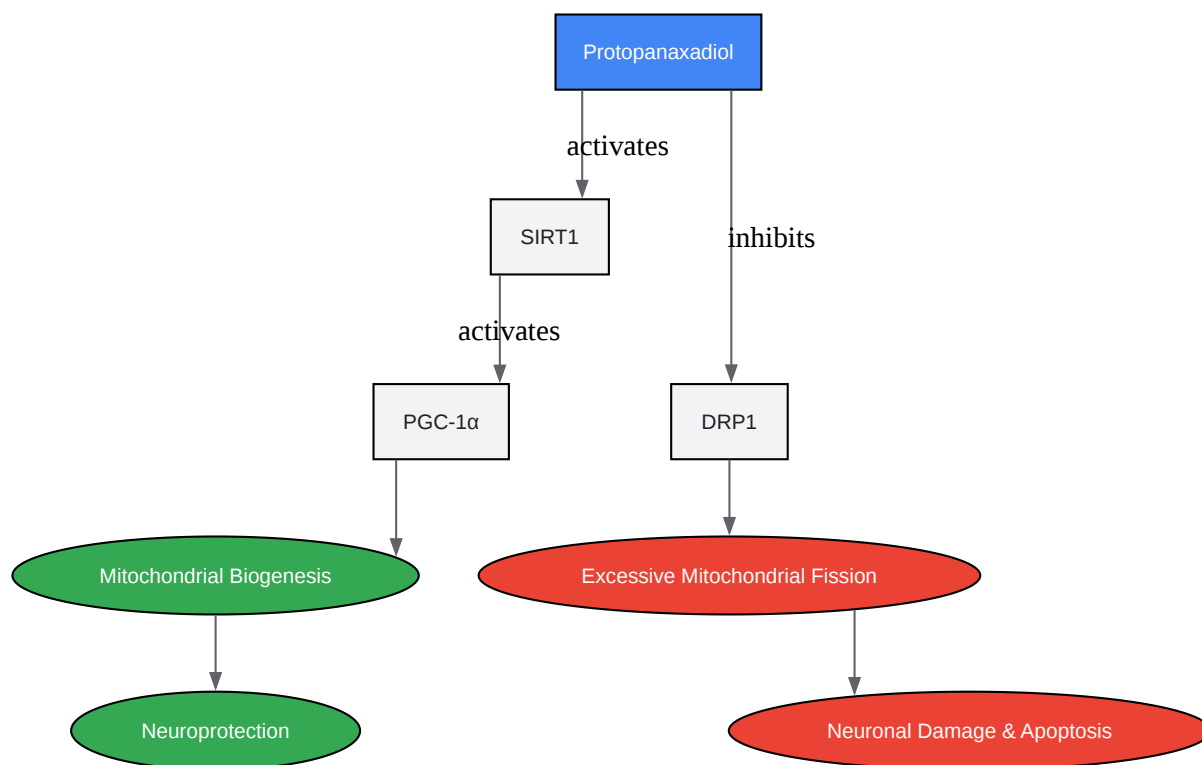 Protopanaxadiol
activates
SIRT1
inhibits
activates
PGC-1α
DRP1
Mitochondrial Biogenesis
Excessive Mitochondrial Fission
Neuroprotection
Neuronal Damage & Apoptosis